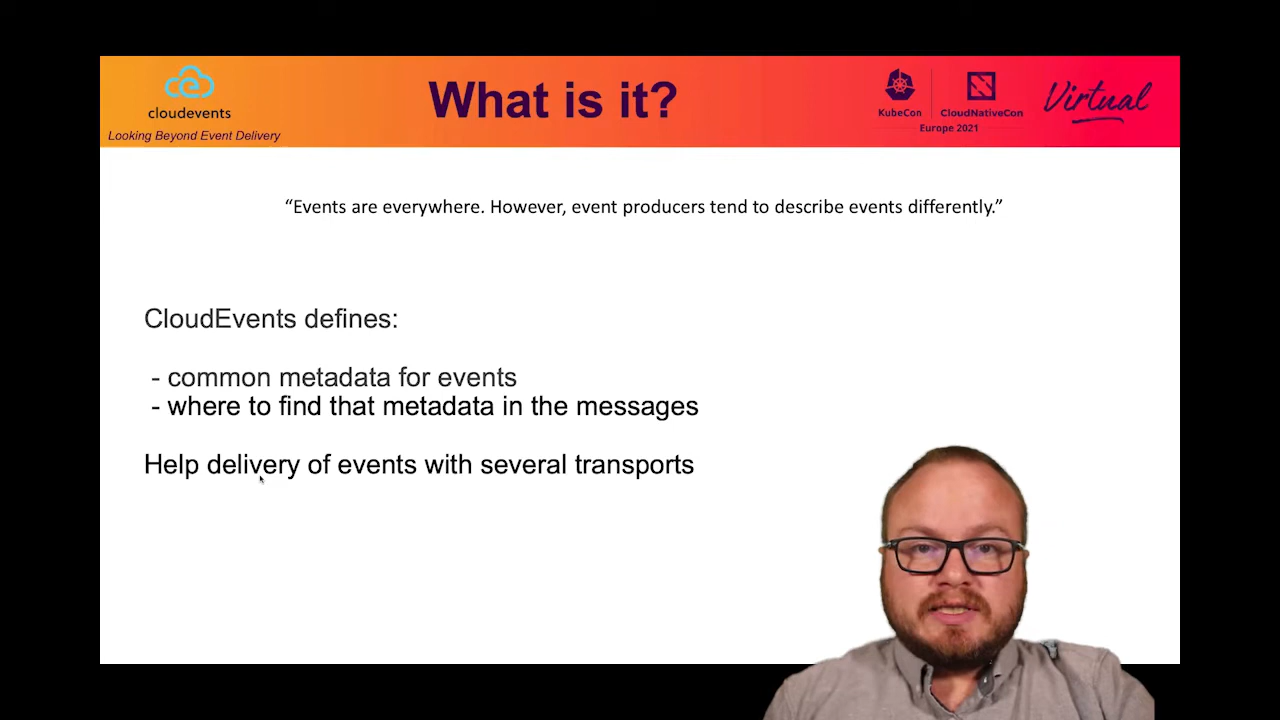 cloudevents
Looking Beyond Event Delivery
What is it?
KubeCon
CloudNativeCon
Europe 2021
Virtual
“Events are everywhere. However, event producers tend to describe events differently.”
CloudEvents defines:
- common metadata for events
- where to find that metadata in the messages
Help delivery of events with several transports